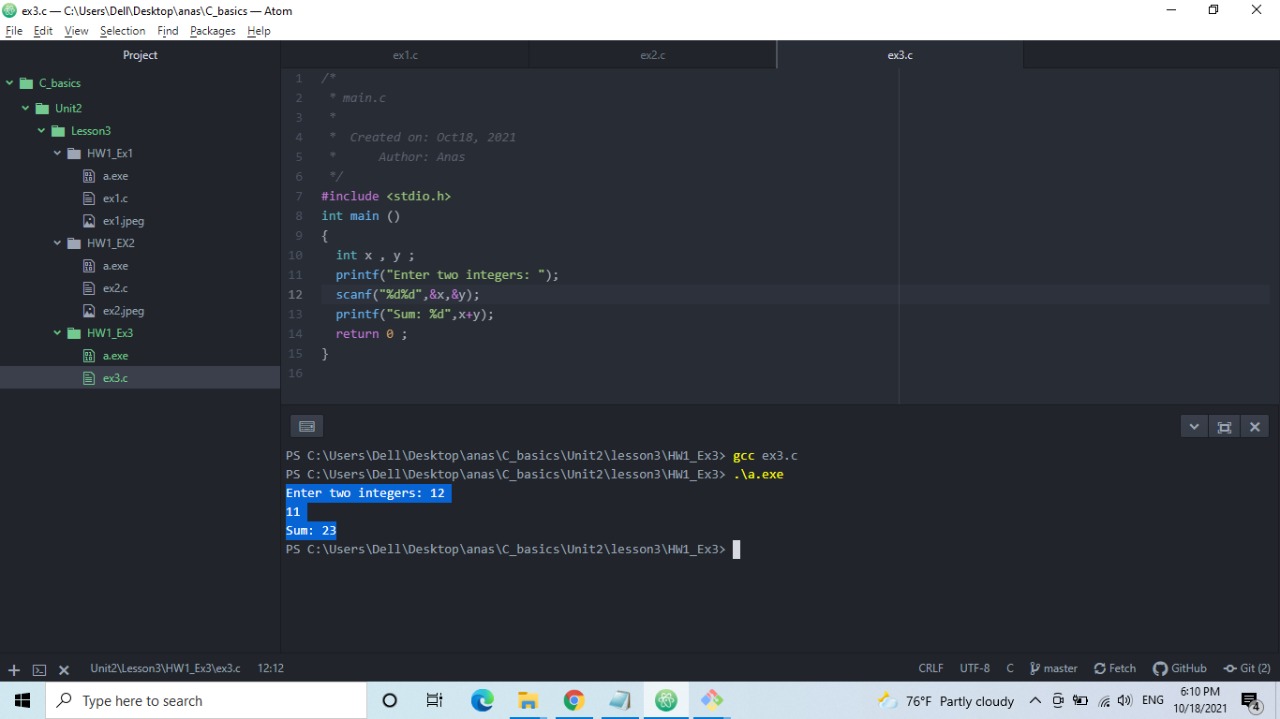 ex3.c — C:\Users\Dell\Desktop\anas\C_basics — Atom
File Edit View Selection Find Packages Help
Project
ex1.c ex2.c ex3.c
C_basics
Unit2
Lesson3
HW1_Ex1
a.exe
ex1.c
ex1.jpeg
HW1_EX2
a.exe
ex2.c
ex2.jpeg
HW1_Ex3
a.exe
ex3.c
1 /*
2 * main.c
3 *
4 * Created on: Oct18, 2021
5 * Author: Anas
6 */
7 #include <stdio.h>
8 int main ()
9 {
10 int x , y ;
11 printf("Enter two integers: ");
12 scanf("%d%d",&x,&y);
13 printf("Sum: %d",x+y);
14 return 0 ;
15 }
16
PS C:\Users\Dell\Desktop\anas\C_basics\Unit2\lesson3\HW1_Ex3> gcc ex3.c
PS C:\Users\Dell\Desktop\anas\C_basics\Unit2\lesson3\HW1_Ex3> .\a.exe
Enter two integers: 12
11
Sum: 23
PS C:\Users\Dell\Desktop\anas\C_basics\Unit2\lesson3\HW1_Ex3>
Unit2\Lesson3\HW1_Ex3\ex3.c 12:12 CRLF UTF-8 C master Fetch GitHub Git (2)
Type here to search 76°F Partly cloudy ENG 6:10 PM
10/18/2021 4